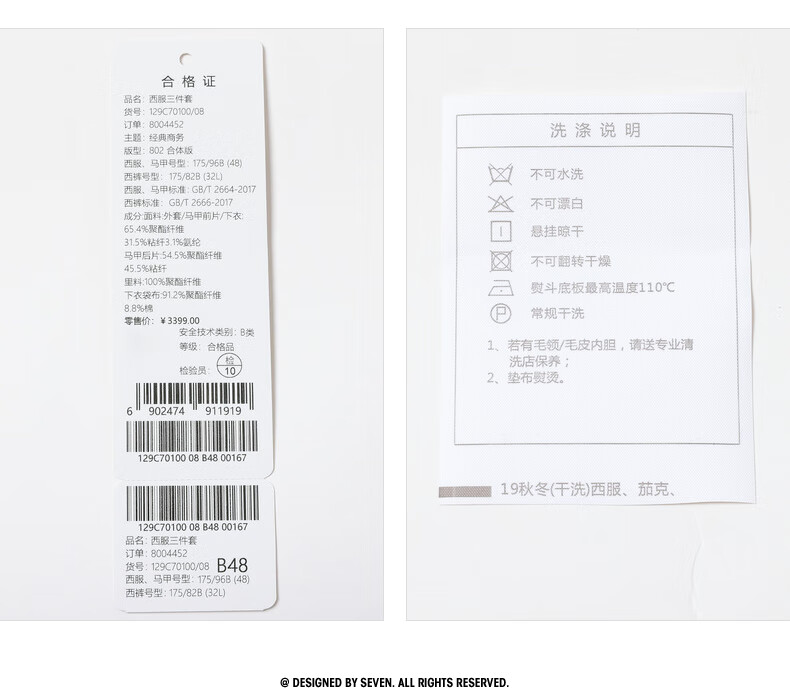 合格证
品名：西服三件套
货号：129C70100/08
订单：8004452
主题：经典商务
版型：802 合体版
西服、马甲号型：175/96B (48)
西裤号型：175/82B (32L)
西服、马甲标准：GB/T 2664-2017
西裤标准：GB/T 2666-2017
成分:面料:外套/马甲前片/下衣:
65.4%聚酯纤维
31.5%粘纤3.1%氨纶
马甲后片:54.5%聚酯纤维
45.5%粘纤
里料:100%聚酯纤维
下衣袋布:91.2%聚酯纤维
8.8%棉
零售价：￥3399.00
安全技术类别：B类
等级：合格品
检验员：检10
6 902474 911919
129C70100 08 B48 00167
129C70100 08 B48 00167
品名：西服三件套
订单：8004452
货号：129C70100/08 B48
西服、马甲号型：175/96B (48)
西裤号型：175/82B (32L)
洗涤说明
不可水洗
不可漂白
悬挂晾干
不可翻转干燥
熨斗底板最高温度110℃
P 常规干洗
1、若有毛领/毛皮内胆，请送专业清
洗店保养；
2、垫布熨烫。
19秋冬(干洗)西服、茄克、
@ DESIGNED BY SEVEN. ALL RIGHTS RESERVED.